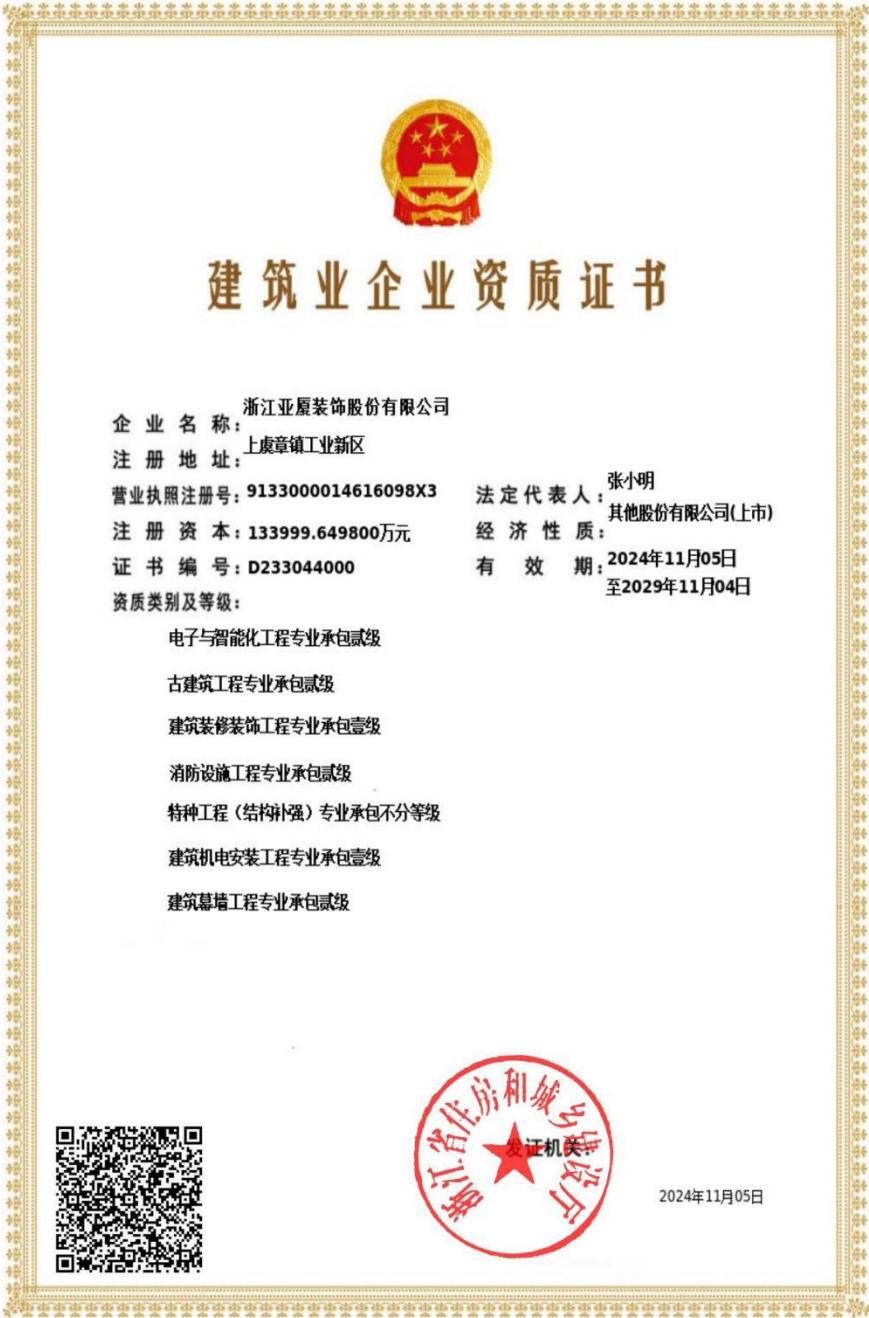 建筑业企业资质证书
企业名称：浙江亚厦装饰股份有限公司
注册地址：上虞章镇工业新区
营业执照注册号：9133000014616098X3 法定代表人：张小明
注册资本：133999.649800万元 经济性质：其他股份有限公司(上市)
证书编号：D233044000 有效期：2024年11月05日
至2029年11月04日
资质类别及等级：
电子与智能化工程专业承包贰级
古建筑工程专业承包贰级
建筑装修装饰工程专业承包壹级
消防设施工程专业承包贰级
特种工程（结构补强）专业承包不分等级
建筑机电安装工程专业承包壹级
建筑幕墙工程专业承包贰级
浙江省住房和城乡建设厅
发证机关：
2024年11月05日